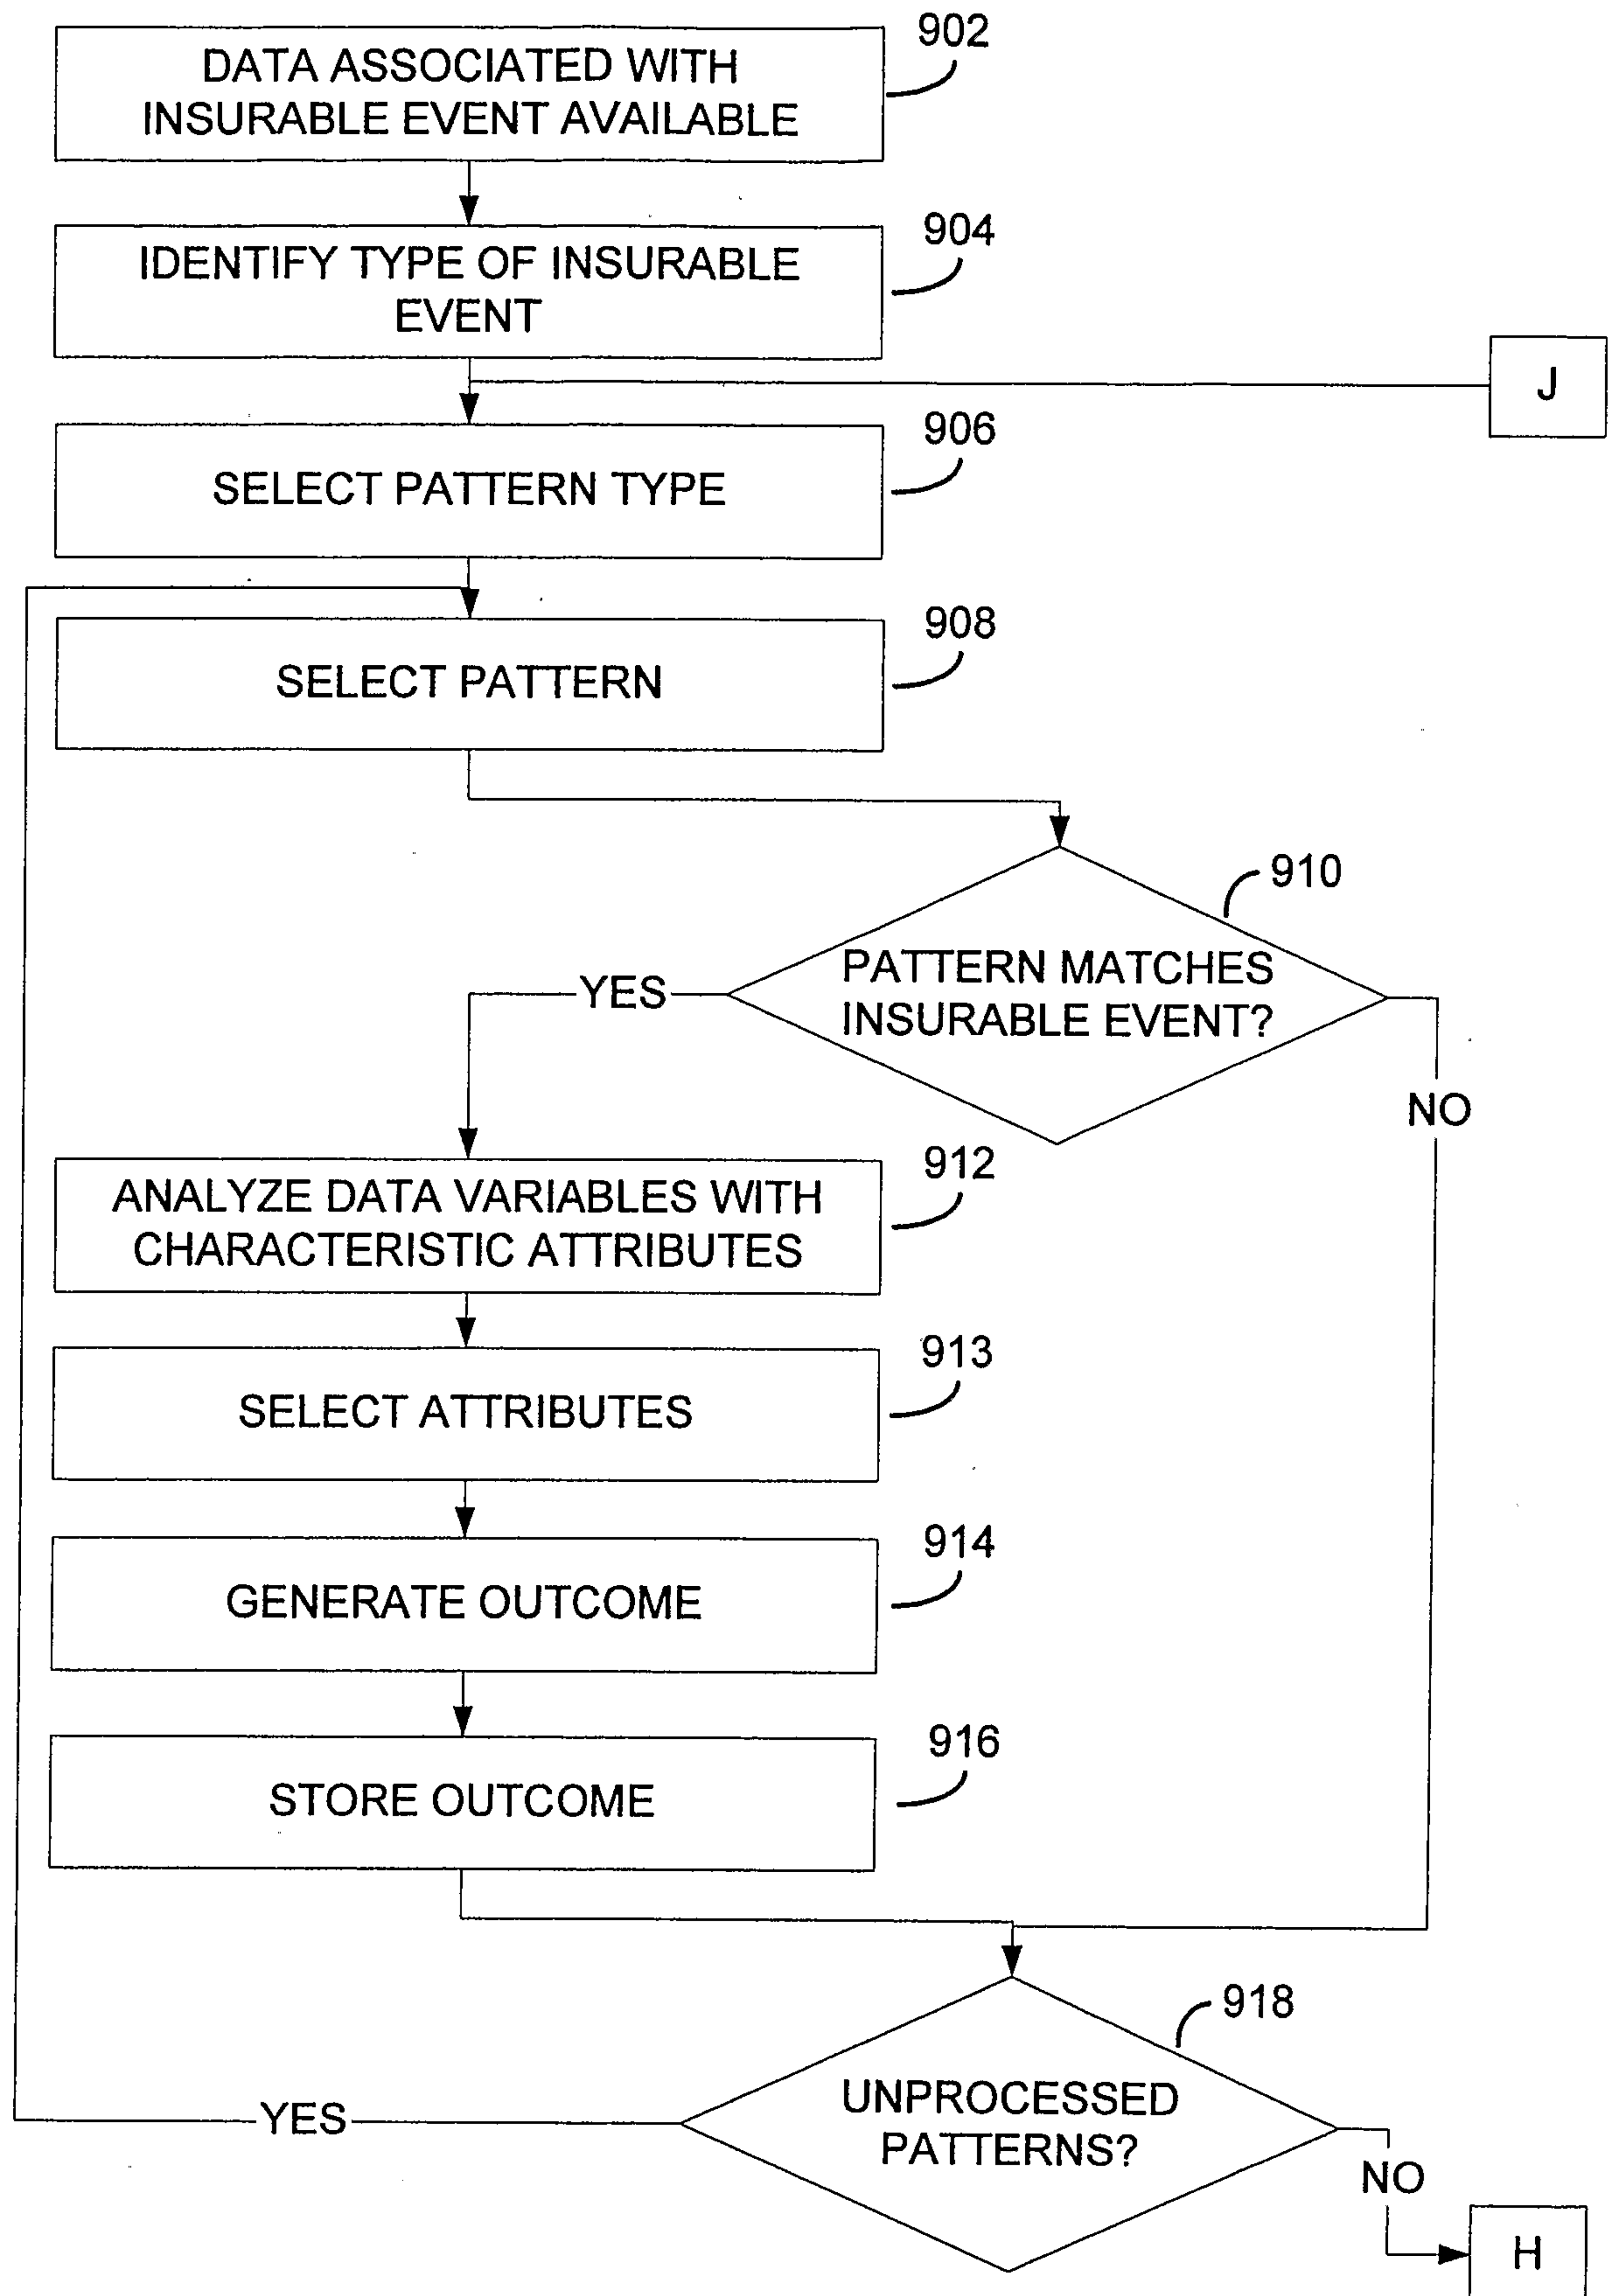 902
DATA ASSOCIATED WITH
INSURABLE EVENT AVAILABLE
904
IDENTIFY TYPE OF INSURABLE
EVENT
J
906
SELECT PATTERN TYPE
908
SELECT PATTERN
910
PATTERN MATCHES
INSURABLE EVENT?
YES
NO
912
ANALYZE DATA VARIABLES WITH
CHARACTERISTIC ATTRIBUTES
913
SELECT ATTRIBUTES
914
GENERATE OUTCOME
916
STORE OUTCOME
918
UNPROCESSED
PATTERNS?
YES
NO
H